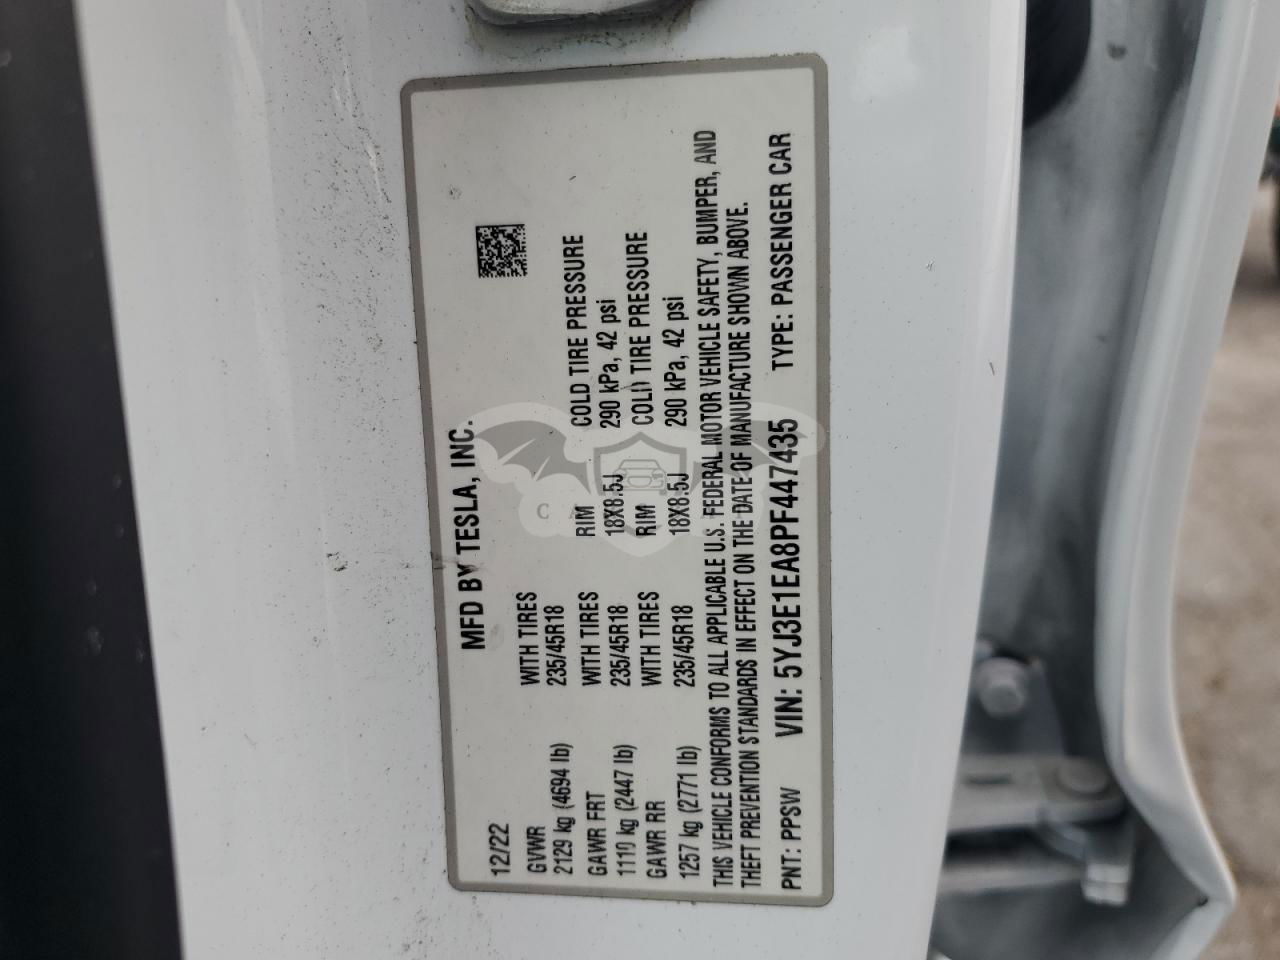 MFD BY TESLA, INC.
12/22
GVWR WITH TIRES
2129 kg (4694 lb) 235/45R18
GAWR FRT WITH TIRES RIM COLD TIRE PRESSURE
1110 kg (2447 lb) 235/45R18 18X8.5J 290 kPa, 42 psi
GAWR RR WITH TIRES RIM COLD TIRE PRESSURE
1257 kg (2771 lb) 235/45R18 18X8.5J 290 kPa, 42 psi
THIS VEHICLE CONFORMS TO ALL APPLICABLE U.S. FEDERAL MOTOR VEHICLE SAFETY, BUMPER, AND
THEFT PREVENTION STANDARDS IN EFFECT ON THE DATE OF MANUFACTURE SHOWN ABOVE.
PNT: PPSW VIN: 5YJ3E1EA8PF447435 TYPE: PASSENGER CAR